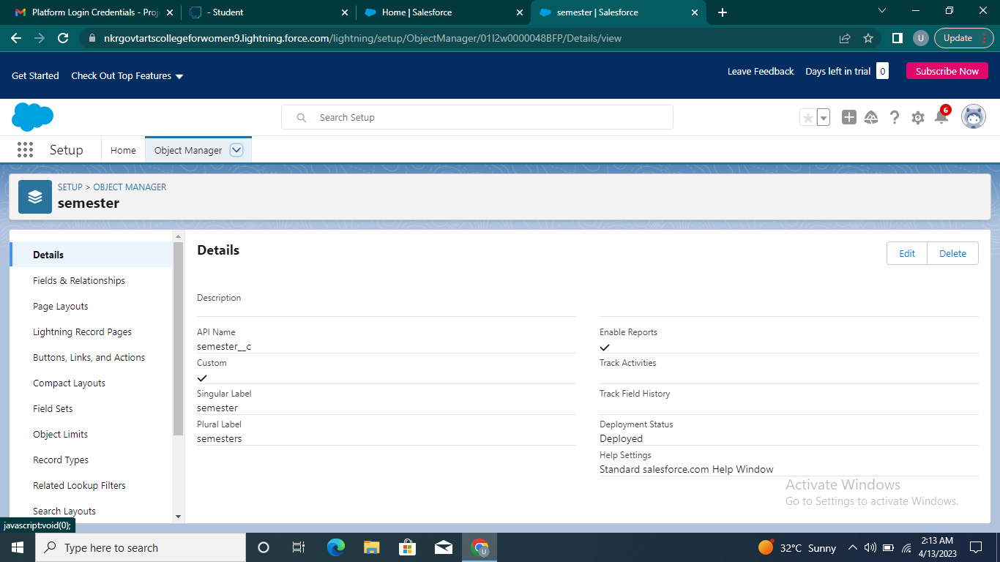 Platform Login Credentials - Proj
- Student
Home | Salesforce
semester | Salesforce
nkrgovtartscollegeforwomen9.lightning.force.com/lightning/setup/ObjectManager/01I2w0000048BFP/Details/view
U
Update
Get Started
Check Out Top Features
Leave Feedback
Days left in trial
0
Subscribe Now
Search Setup
6
Setup
Home
Object Manager
SETUP > OBJECT MANAGER
semester
Details
Fields & Relationships
Page Layouts
Lightning Record Pages
Buttons, Links, and Actions
Compact Layouts
Field Sets
Object Limits
Record Types
Related Lookup Filters
Search Layouts
Details
Edit
Delete
Description
API Name
semester__c
Custom
Singular Label
semester
Plural Label
semesters
Enable Reports
Track Activities
Track Field History
Deployment Status
Deployed
Help Settings
Standard salesforce.com Help Window
Activate Windows
Go to Settings to activate Windows.
javascript:void(0);
Type here to search
U
32°C Sunny
2:13 AM
4/13/2023